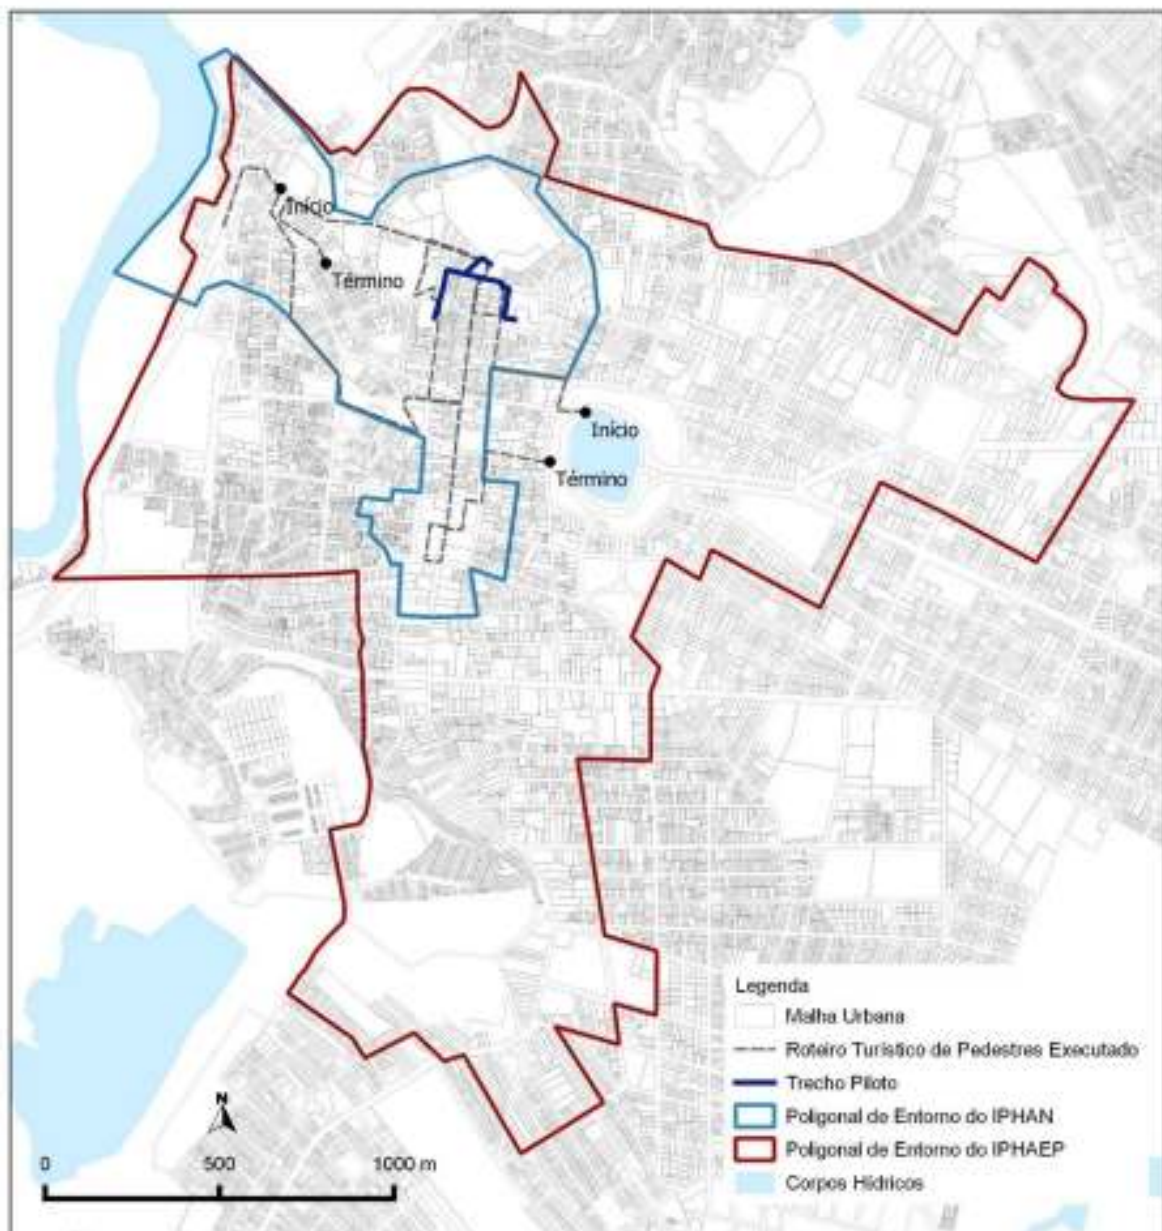 Início
Término
Início
Término
Legenda
Malha Urbana
Roteiro Turístico de Pedestres Executado
Trecho Piloto
Poligonal de Entorno do IPHAN
Poligonal de Entorno do IPHAEP
Corpos Hídricos
N
0 500 1000 m